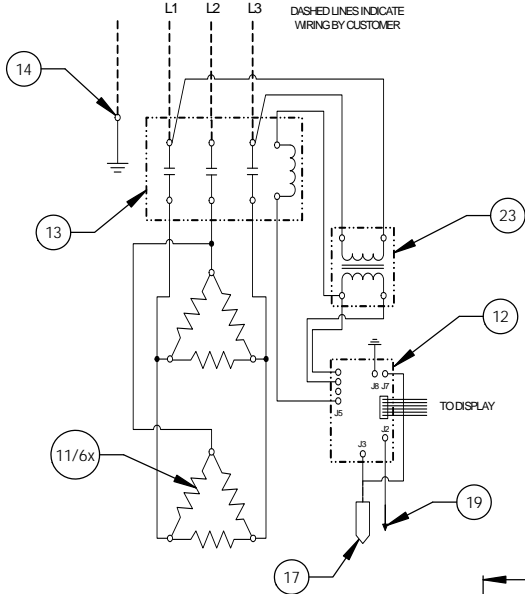 L1 L2 L3
DASHED LINES INDICATE
WIRING BY CUSTOMER
14
13
23
12
J8 J7
J5
TO DISPLAY
J2
J3
11/6x
19
17